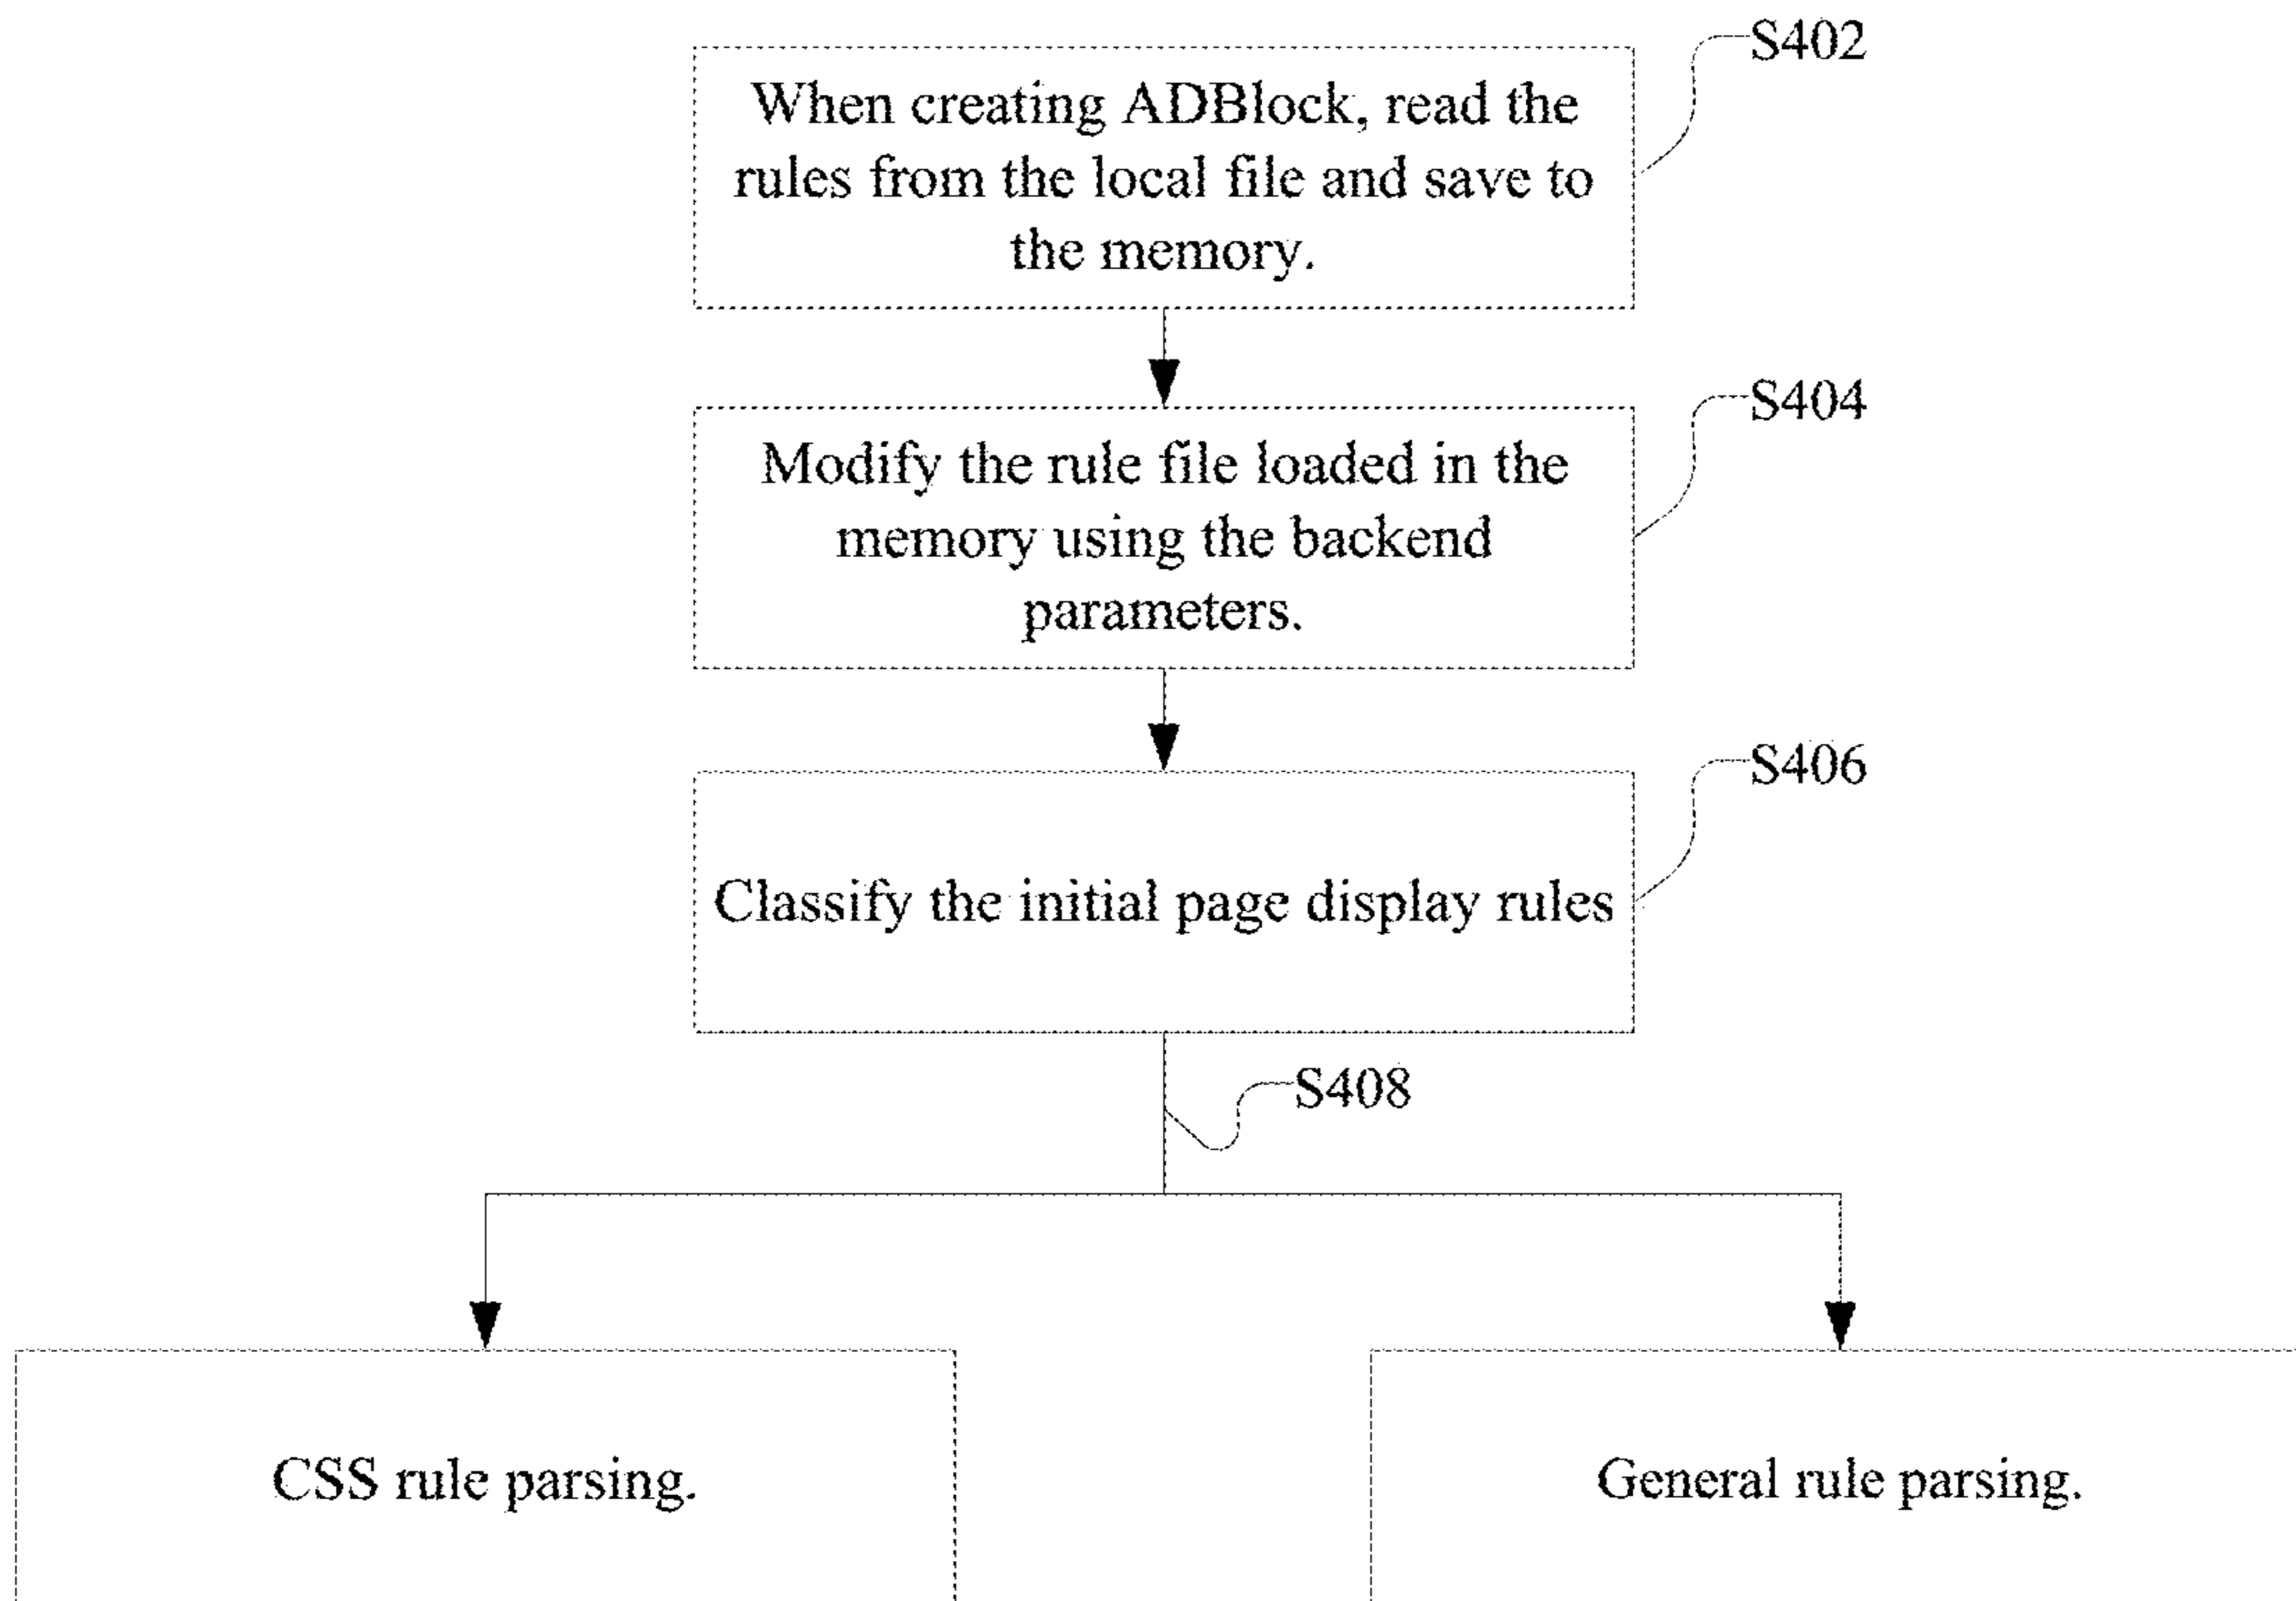 S402
When creating ADBlock, read the
rules from the local file and save to
the memory.
S404
Modify the rule file loaded in the
memory using the backend
parameters.
S406
Classify the initial page display rules
S408
CSS rule parsing.
General rule parsing.